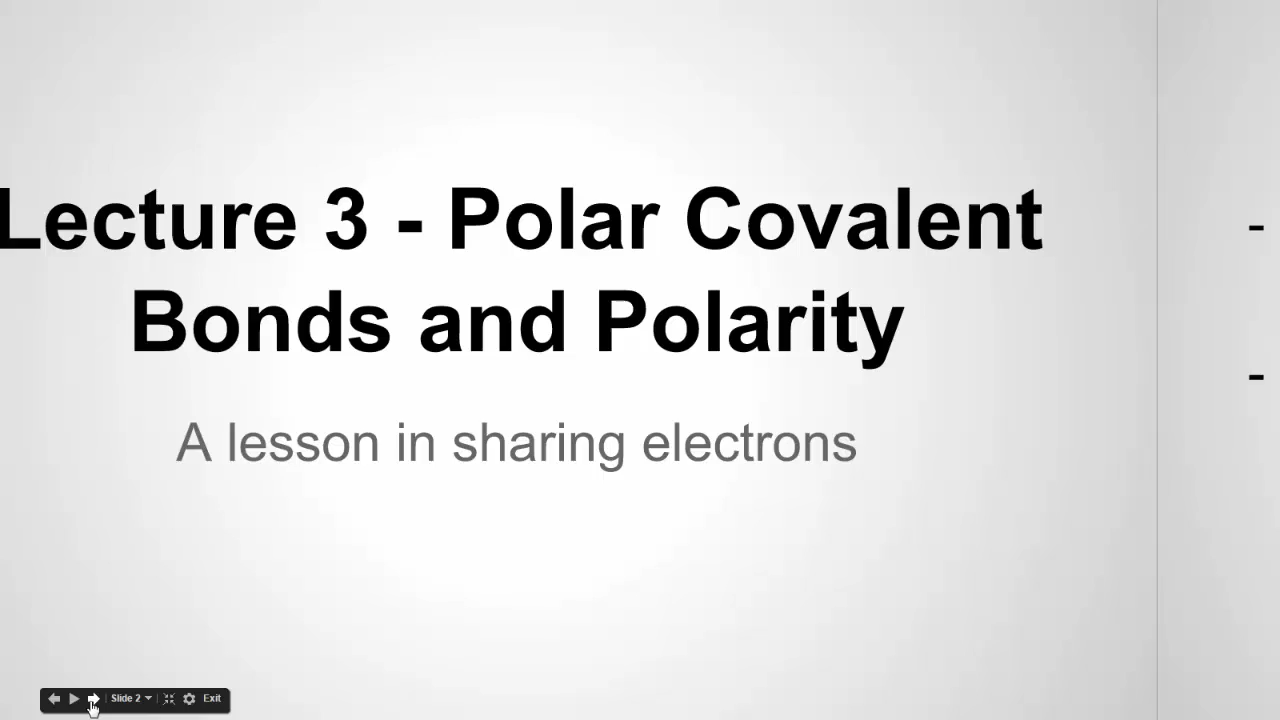 Lecture 3 - Polar Covalent
Bonds and Polarity
A lesson in sharing electrons
-
-
Slide 2
Exit